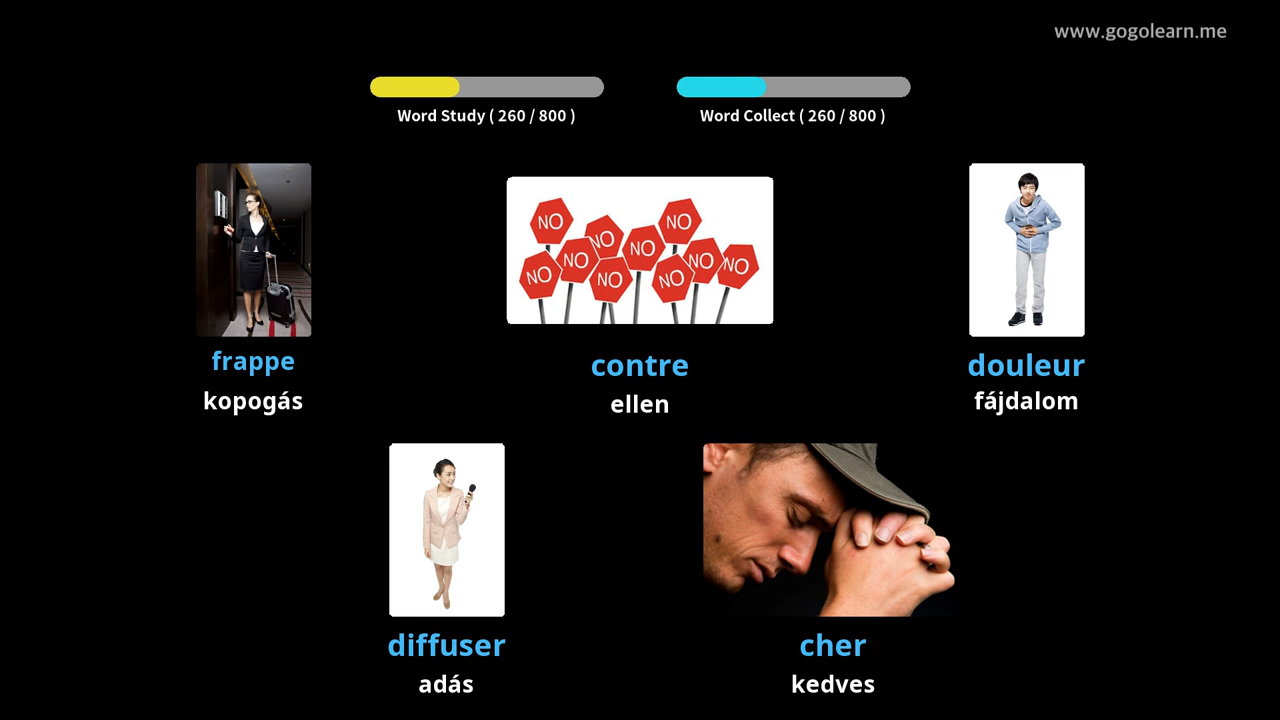 www.gogolearn.me
Word Study ( 260 / 800 )
Word Collect ( 260 / 800 )
NO
NO
NO
NO
NO
NO
NO
NO
NO
NO
frappe
kopogás
contre
ellen
douleur
fájdalom
diffuser
adás
cher
kedves